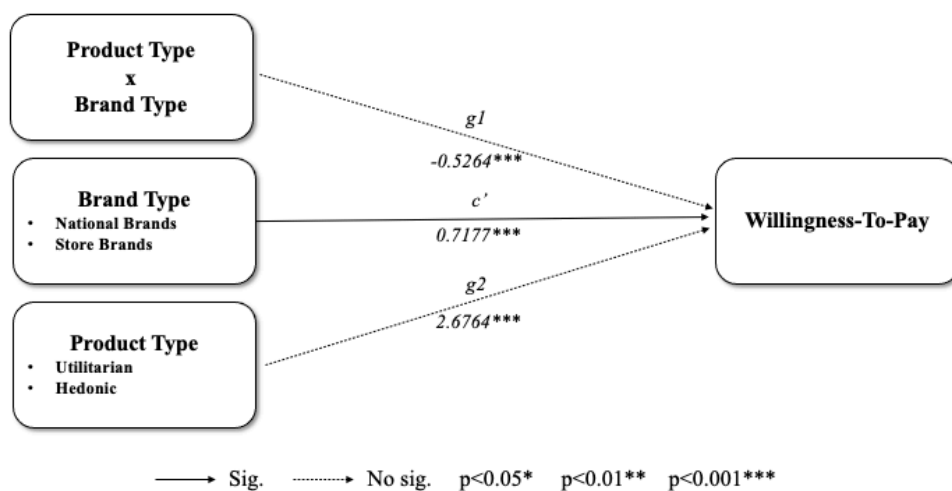 Product Type
x
Brand Type
g1
-0.5264***
Brand Type
• National Brands
• Store Brands
c'
0.7177***
Willingness-To-Pay
g2
2.6764***
Product Type
• Utilitarian
• Hedonic
Sig. No sig. p<0.05* p<0.01** p<0.001***